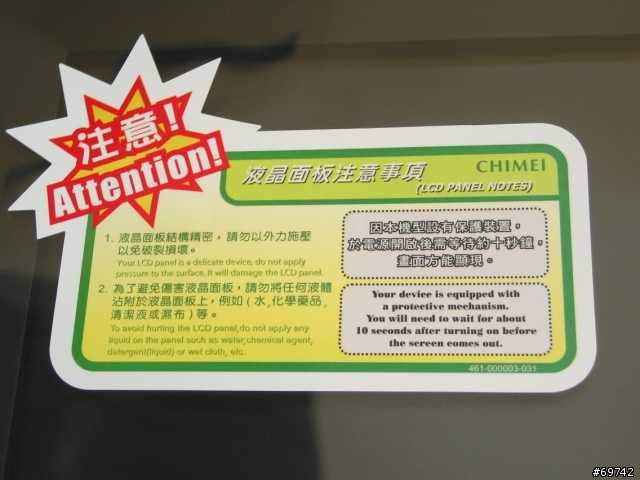 注意!
Attention!
液晶面板注意事項
(LCD PANEL NOTES)
CHIMEI
1. 液晶面板結構精密，請勿以外力施壓
以免破裂損壞。
Your LCD panel is a delicate device, do not apply
pressure to the surface. It will damage the LCD panel.
2. 為了避免傷害液晶面板，請勿將任何液體
沾附於液晶面板上，例如（水,化學藥品,
清潔液或濕布）等。
To avoid hurting the LCD panel,do not apply any
liquid on the panel such as water,chemical agent,
detergent(liquid) or wet cloth, etc.
因本機型設有保護裝置，
於電源開啟後需等待約十秒鐘，
畫面方能顯現。
Your device is equipped with
a protective mechanism.
You will need to wait for about
10 seconds after turning on before
the screen comes out.
461-000003-031
#69742